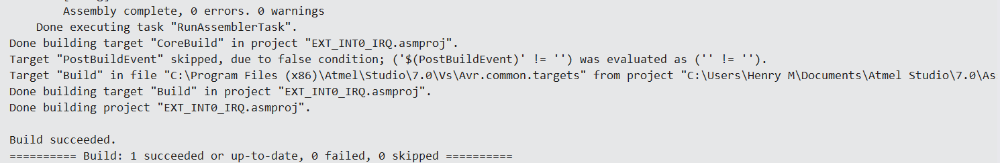 Assembly complete, 0 errors. 0 warnings
Done executing task "RunAssemblerTask".
Done building target "CoreBuild" in project "EXT_INT0_IRQ.asmproj".
Target "PostBuildEvent" skipped, due to false condition; ('$(PostBuildEvent)' != '') was evaluated as ('' != '').
Target "Build" in file "C:\Program Files (x86)\Atmel\Studio\7.0\Vs\Avr.common.targets" from project "C:\Users\Henry M\Documents\Atmel Studio\7.0\As
Done building target "Build" in project "EXT_INT0_IRQ.asmproj".
Done building project "EXT_INT0_IRQ.asmproj".
Build succeeded.
========== Build: 1 succeeded or up-to-date, 0 failed, 0 skipped ==========